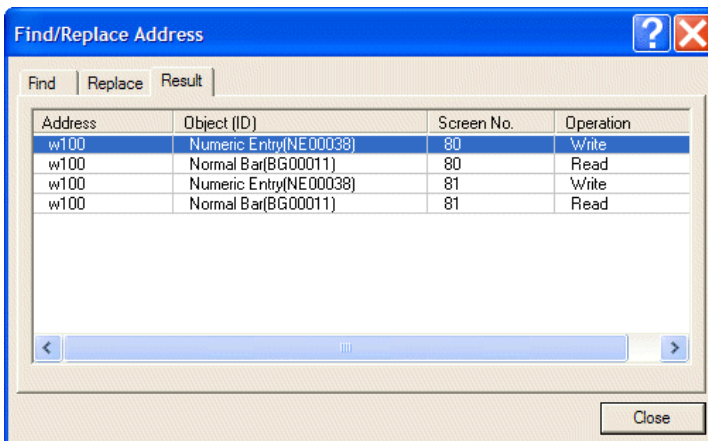 Find/Replace Address
Find Replace Result
Address Object (ID) Screen No. Operation
w100 Numeric Entry(NE00038) 80 Write
w100 Normal Bar(BG00011) 80 Read
w100 Numeric Entry(NE00038) 81 Write
w100 Normal Bar(BG00011) 81 Read
Close